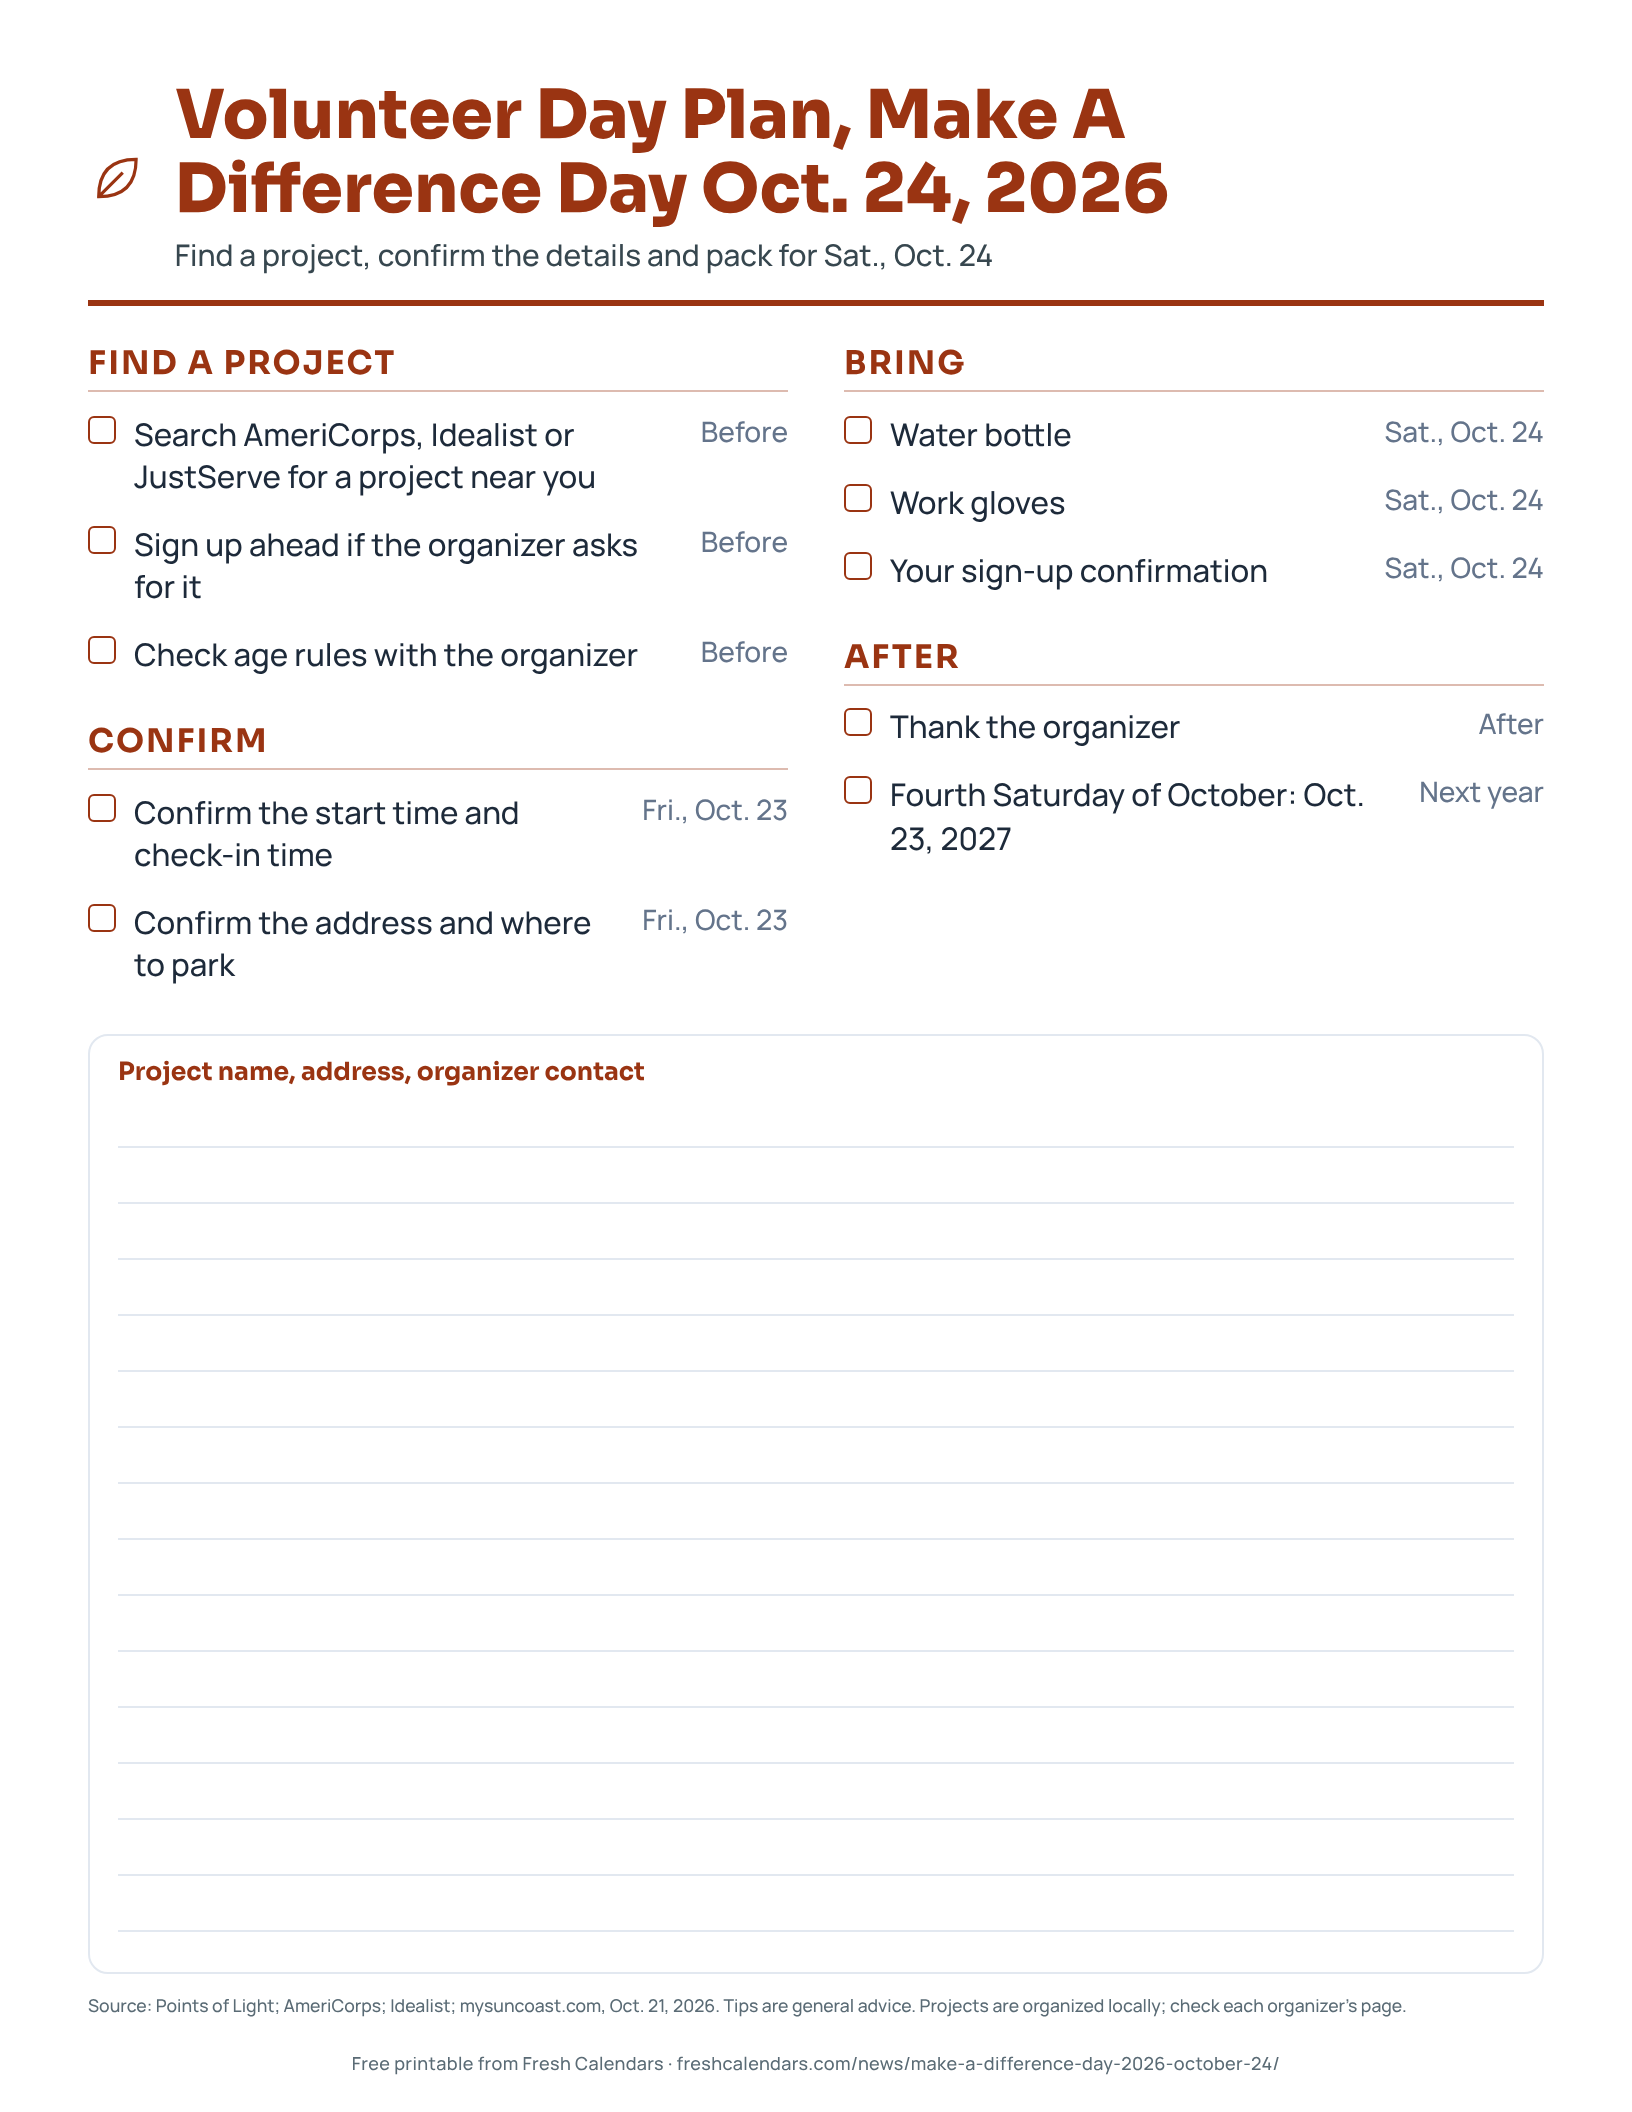 Volunteer Day Plan, Make A
Difference Day Oct. 24, 2026
Find a project, confirm the details and pack for Sat., Oct. 24
FIND A PROJECT
Search AmeriCorps, Idealist or
JustServe for a project near you
Before
Sign up ahead if the organizer asks
for it
Before
Check age rules with the organizer
Before
CONFIRM
Confirm the start time and
check-in time
Fri., Oct. 23
Confirm the address and where
to park
Fri., Oct. 23
BRING
Water bottle
Sat., Oct. 24
Work gloves
Sat., Oct. 24
Your sign-up confirmation
Sat., Oct. 24
AFTER
Thank the organizer
After
Fourth Saturday of October: Oct.
23, 2027
Next year
Project name, address, organizer contact
Source: Points of Light; AmeriCorps; Idealist; mysuncoast.com, Oct. 21, 2026. Tips are general advice. Projects are organized locally; check each organizer's page.
Free printable from Fresh Calendars · freshcalendars.com/news/make-a-difference-day-2026-october-24/